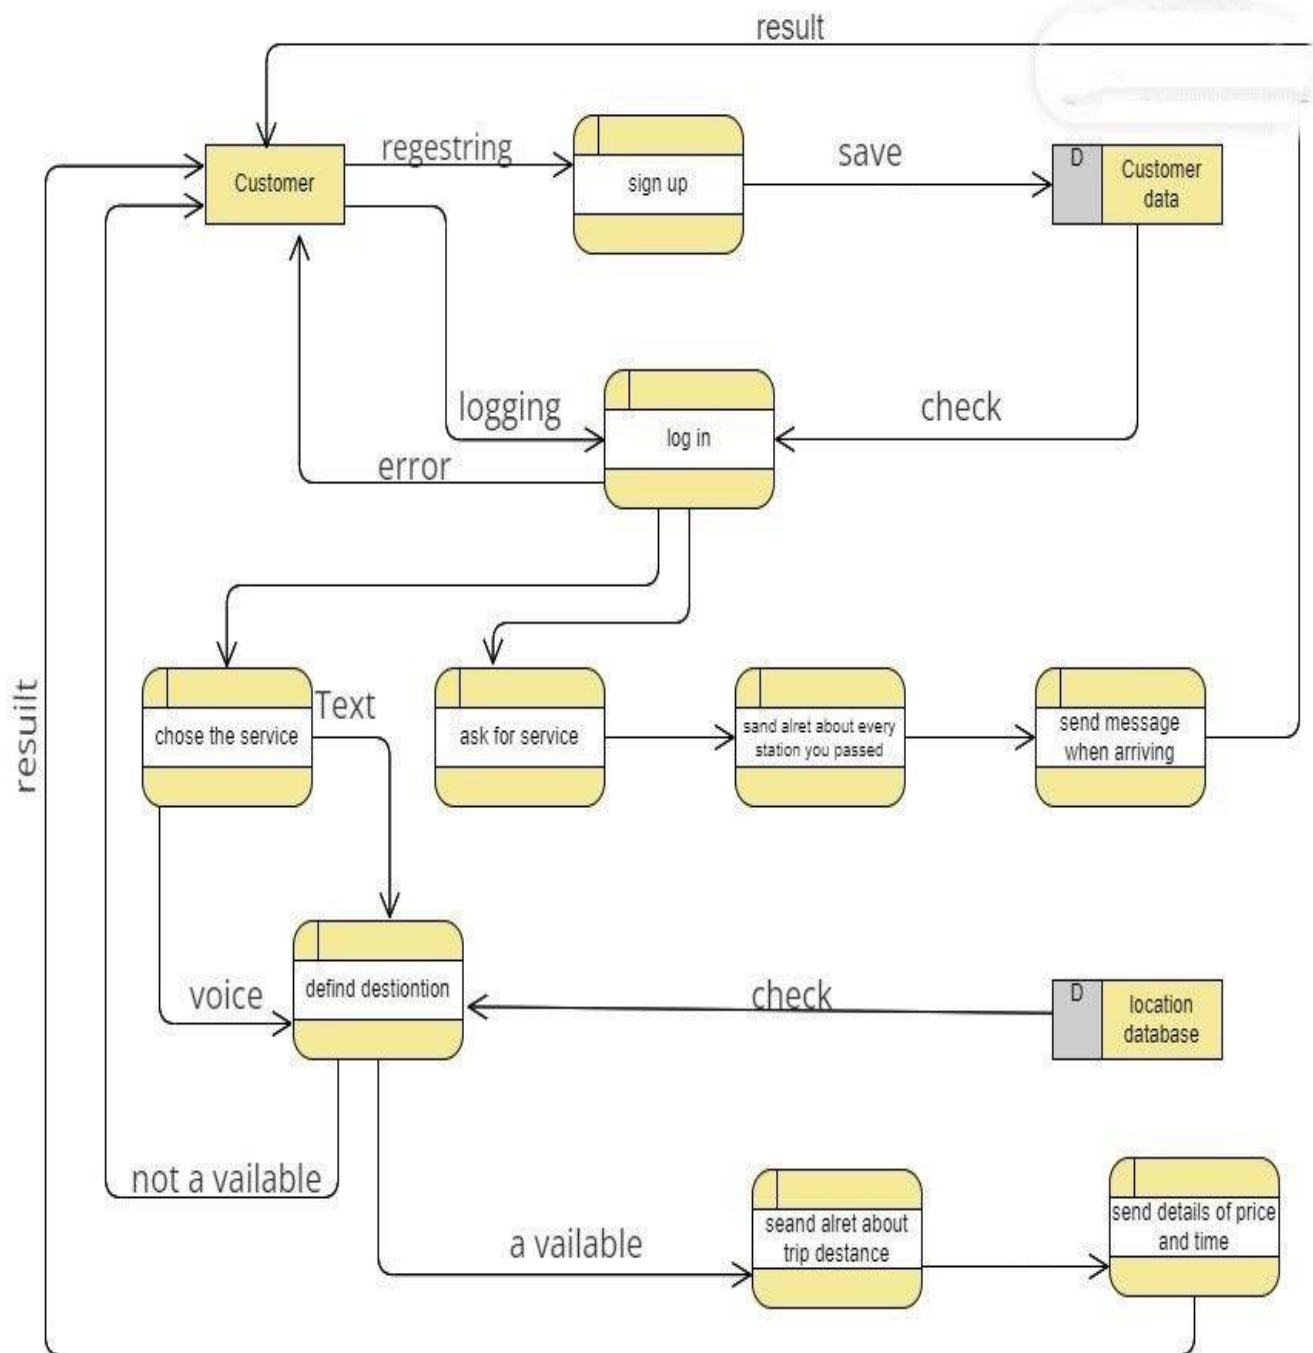 result
regestring
save
Customer
sign up
D
Customer
data
logging
check
log in
error
resuilt
Text
chose the service
ask for service
sand alret about every
station you passed
send message
when arriving
voice
defind destiontion
check
D
location
database
not a vailable
a vailable
seand alret about
trip destance
send details of price
and time